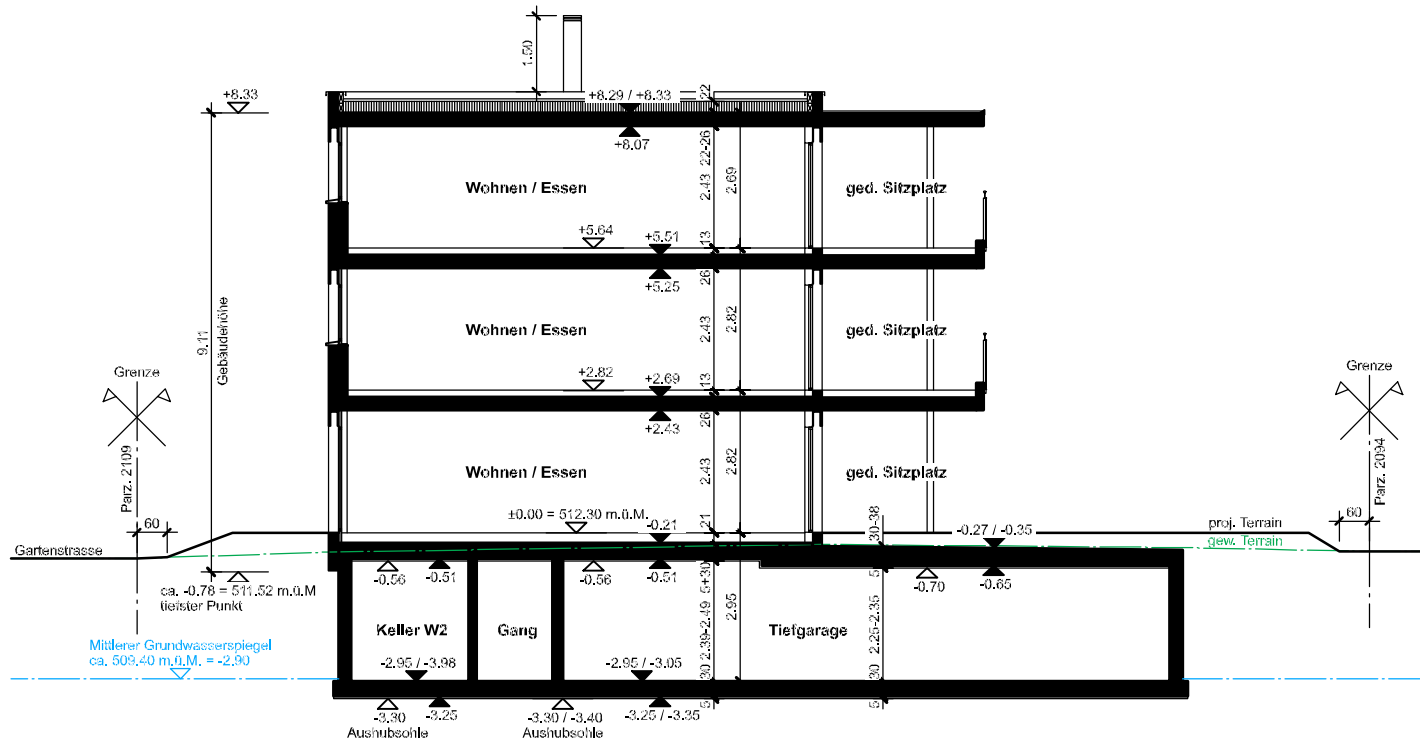 1.50
+8.33
+8.29 / +8.33
22
+8.07
22-26
Wohnen / Essen
2.43
2.69
ged. Sitzplatz
+5.64
+5.51
13
+5.25
26
9.11
Gebäudehöhe
Wohnen / Essen
2.43
2.82
ged. Sitzplatz
Grenze
Grenze
+2.82
+2.69
13
+2.43
26
Parz. 2109
Parz. 2094
Wohnen / Essen
2.43
2.82
ged. Sitzplatz
60
±0.00 = 512.30 m.ü.M.
-0.21
21
30-38
-0.27 / -0.35
proj. Terrain
60
Gartenstrasse
gew. Terrain
-0.56
-0.51
-0.56
-0.51
5+30
5
-0.70
-0.65
ca. -0.78 = 511.52 m.ü.M
tiefster Punkt
Keller W2
Gang
2.39-2.49
2.95
Tiefgarage
2.25-2.35
Mittlerer Grundwasserspiegel
ca. 509.40 m.ü.M. = -2.90
-2.95 / -3.98
-2.95 / -3.05
30
30
-3.30
-3.25
-3.30 / -3.40
-3.25 / -3.35
5
5
Aushubsohle
Aushubsohle